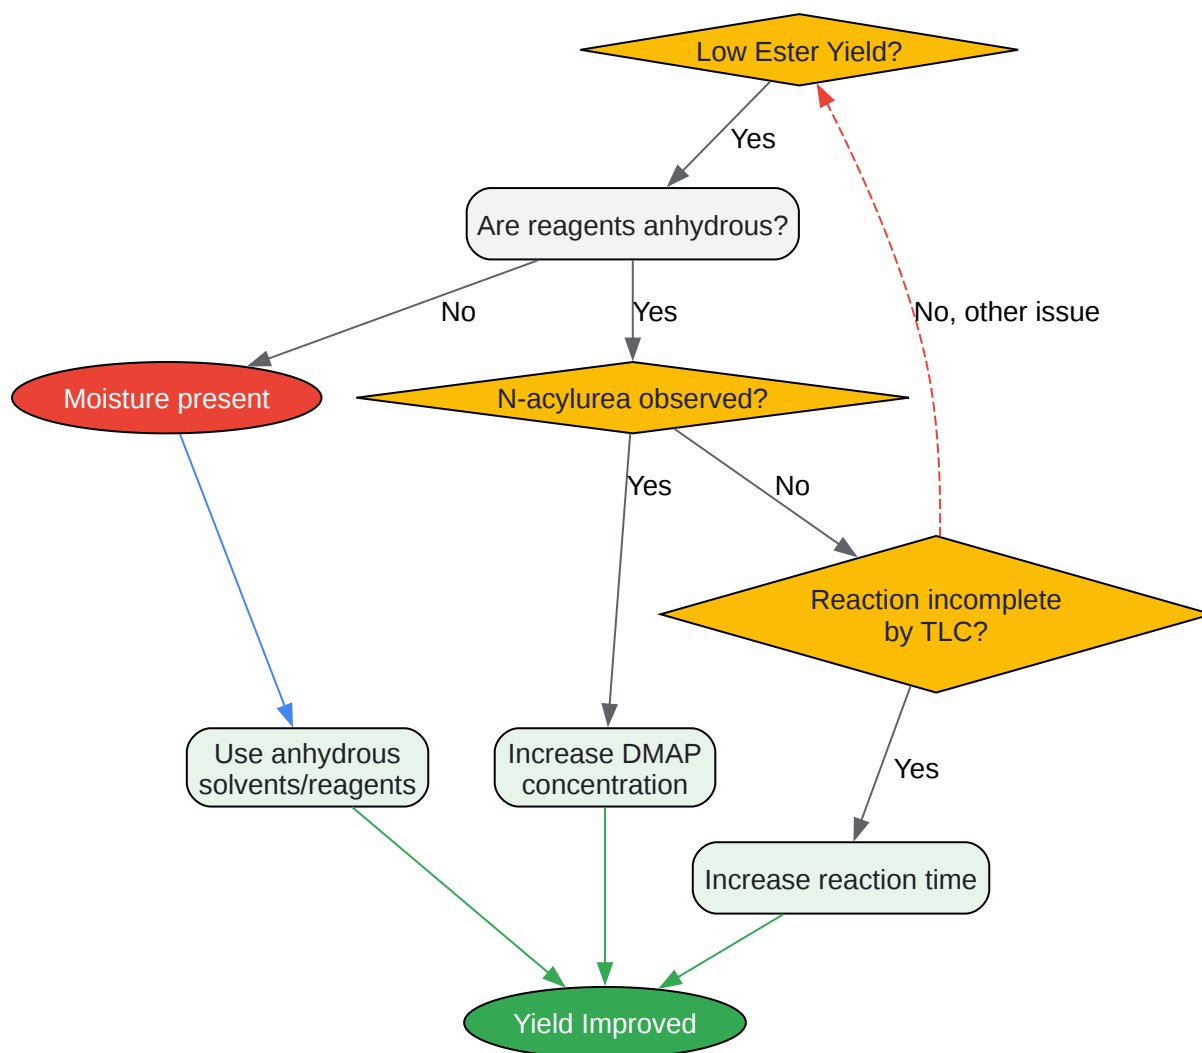 Low Ester Yield?
Yes
Are reagents anhydrous?
No
Yes
No, other issue
Moisture present
N-acylurea observed?
Yes
No
Reaction incomplete
by TLC?
Use anhydrous
solvents/reagents
Increase DMAP
concentration
Yes
Increase reaction time
Yield Improved